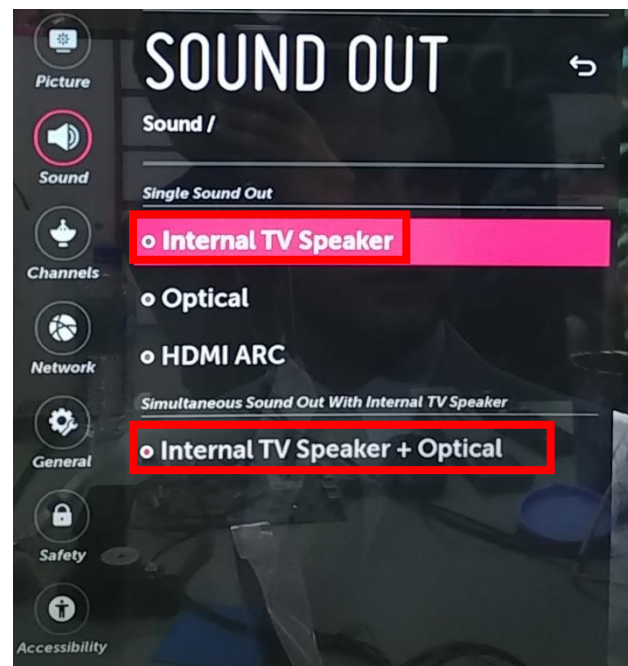 SOUND OUT
Sound /
Single Sound Out
Internal TV Speaker
Optical
HDMI ARC
Simultaneous Sound Out With Internal TV Speaker
Internal TV Speaker + Optical
Picture
Sound
Channels
Network
General
Safety
Accessibility